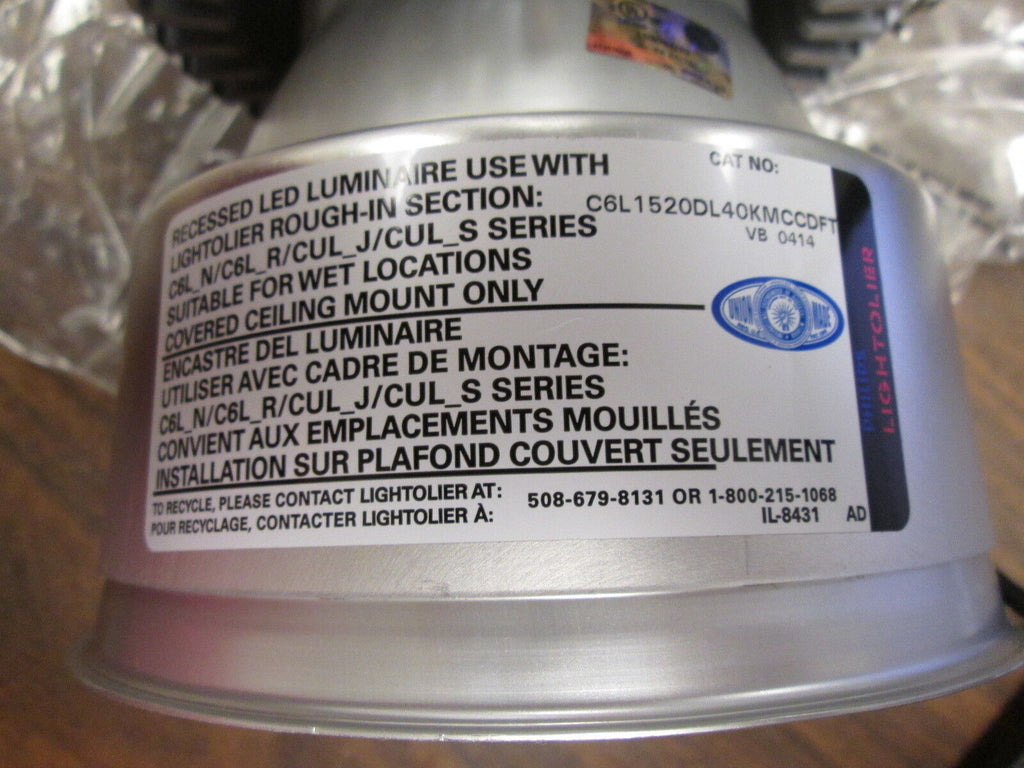 RECESSED LED LUMINAIRE USE WITH
LIGHTOLIER ROUGH-IN SECTION:
C6L_N/C6L_R/CUL_J/CUL_S SERIES
SUITABLE FOR WET LOCATIONS
COVERED CEILING MOUNT ONLY
CAT NO:
C6L1520DL40KMCCDFT
VB 0414
UNION MADE
ENCASTRE DEL LUMINAIRE
UTILISER AVEC CADRE DE MONTAGE:
C6L_N/C6L_R/CUL_J/CUL_S SERIES
CONVIENT AUX EMPLACEMENTS MOUILLÉS
INSTALLATION SUR PLAFOND COUVERT SEULEMENT
TO RECYCLE, PLEASE CONTACT LIGHTOLIER AT: 508-679-8131 OR 1-800-215-1068
POUR RECYCLAGE, CONTACTER LIGHTOLIER À: IL-8431 AD
PHILIPS
LIGHTOLIER